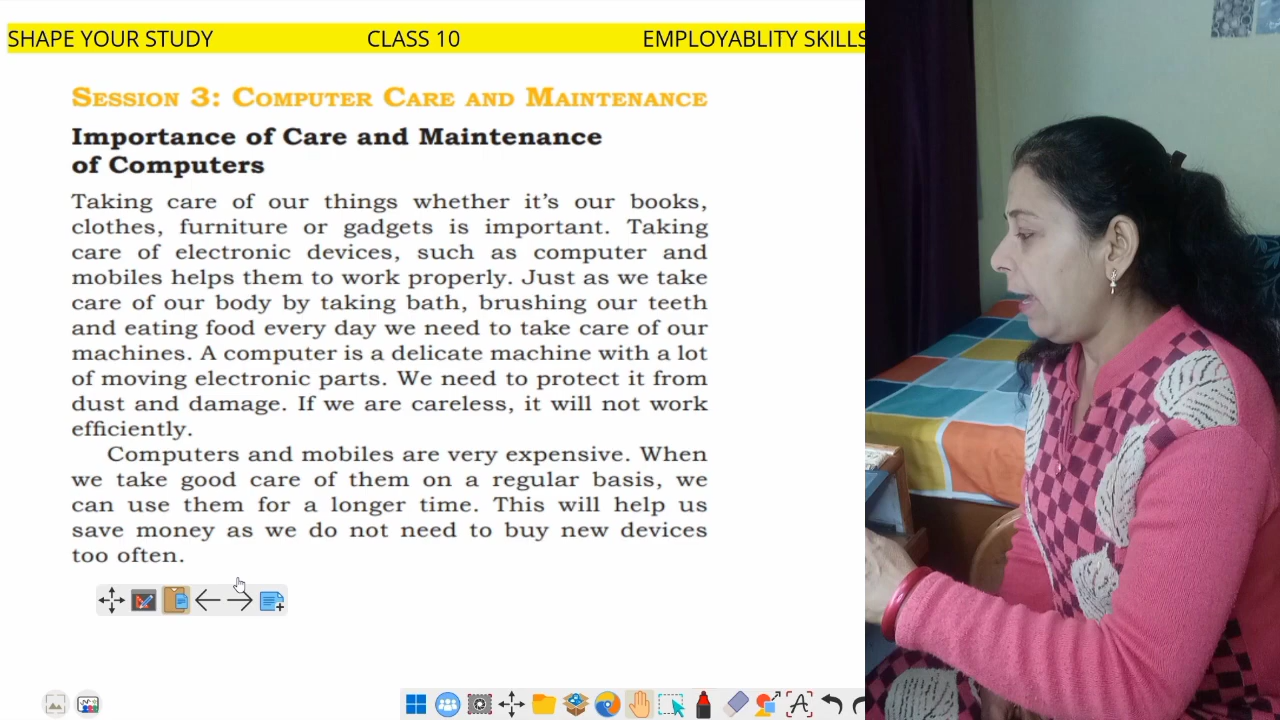 SHAPE YOUR STUDY CLASS 10 EMPLOYABLITY SKILLS
SESSION 3: COMPUTER CARE AND MAINTENANCE
Importance of Care and Maintenance
of Computers
Taking care of our things whether it's our books,
clothes, furniture or gadgets is important. Taking
care of electronic devices, such as computer and
mobiles helps them to work properly. Just as we take
care of our body by taking bath, brushing our teeth
and eating food every day we need to take care of our
machines. A computer is a delicate machine with a lot
of moving electronic parts. We need to protect it from
dust and damage. If we are careless, it will not work
efficiently.
Computers and mobiles are very expensive. When
we take good care of them on a regular basis, we
can use them for a longer time. This will help us
save money as we do not need to buy new devices
too often.